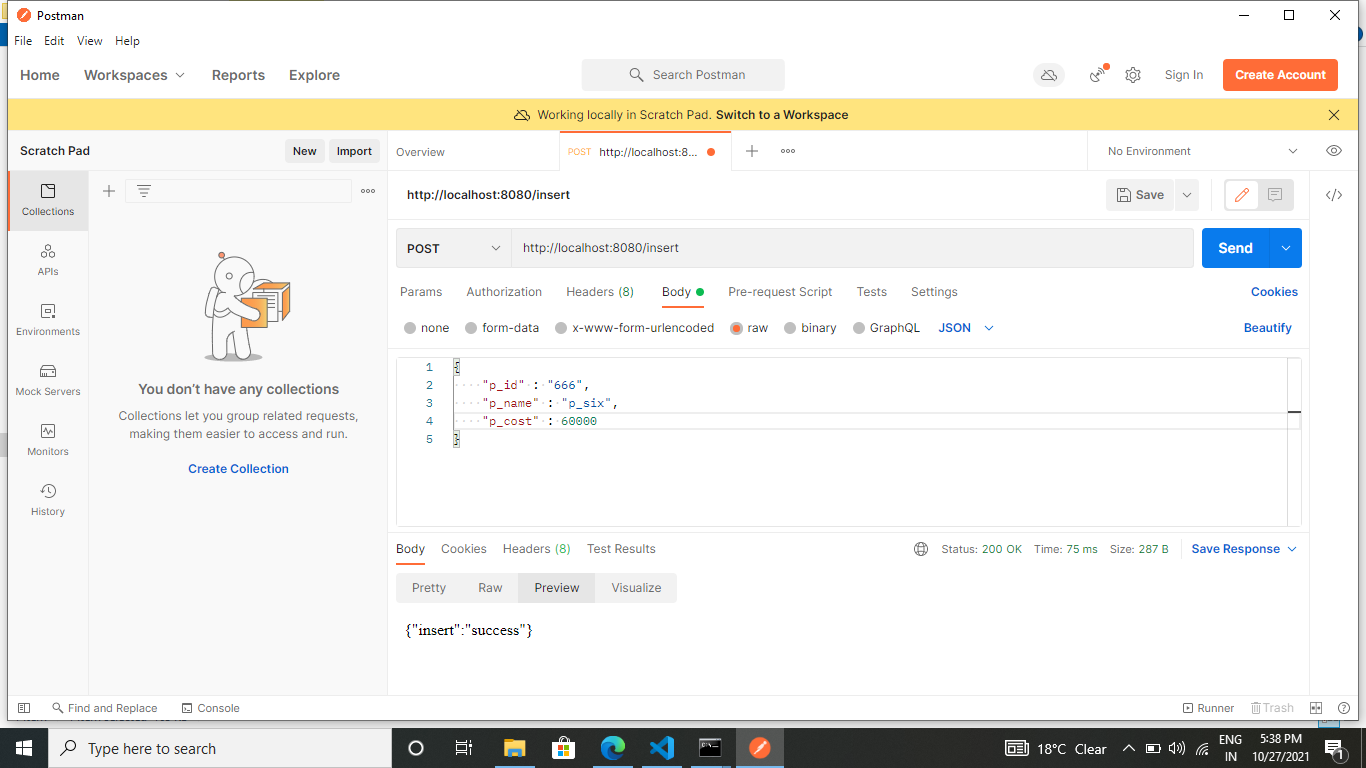 Postman
File Edit View Help
Home Workspaces Reports Explore Search Postman Sign In Create Account
Working locally in Scratch Pad. Switch to a Workspace
Scratch Pad New Import Overview POST http://localhost:8... No Environment
http://localhost:8080/insert Save
Collections
APIs
Environments
Mock Servers
Monitors
History
You don't have any collections
Collections let you group related requests,
making them easier to access and run.
Create Collection
POST http://localhost:8080/insert Send
Params Authorization Headers (8) Body Pre-request Script Tests Settings Cookies
none form-data x-www-form-urlencoded raw binary GraphQL JSON Beautify
1 {
2 "p_id" : "666",
3 "p_name" : "p_six",
4 "p_cost" : 60000
5 }
Body Cookies Headers (8) Test Results Status: 200 OK Time: 75 ms Size: 287 B Save Response
Pretty Raw Preview Visualize
{"insert":"success"}
Find and Replace Console Runner Trash
Type here to search 18°C Clear ENG IN 5:38 PM 10/27/2021 1